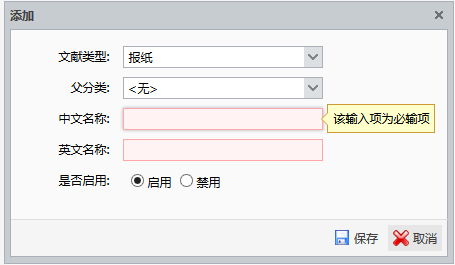 添加
文献类型: 报纸
父分类: <无>
中文名称: 该输入项为必输项
英文名称:
是否启用: 启用 禁用
保存 取消